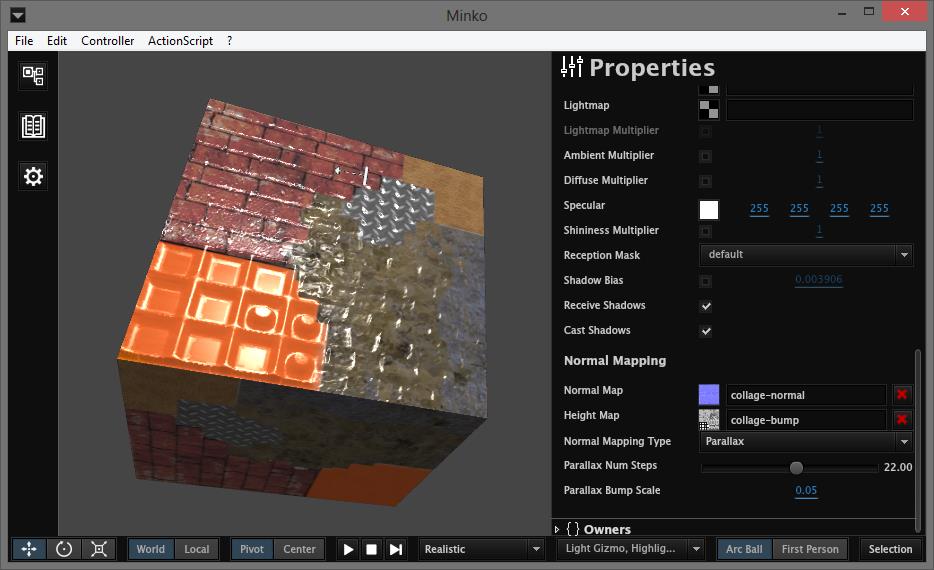 Minko
File Edit Controller ActionScript ?
Properties
Lightmap
Lightmap Multiplier 1
Ambient Multiplier 1
Diffuse Multiplier 1
Specular 255 255 255 255
Shininess Multiplier 1
Reception Mask default
Shadow Bias 0.003906
Receive Shadows
Cast Shadows
Normal Mapping
Normal Map collage-normal
Height Map collage-bump
Normal Mapping Type Parallax
Parallax Num Steps 22.00
Parallax Bump Scale 0.05
{ } Owners
World Local Pivot Center Realistic Light Gizmo, Highlig... Arc Ball First Person Selection